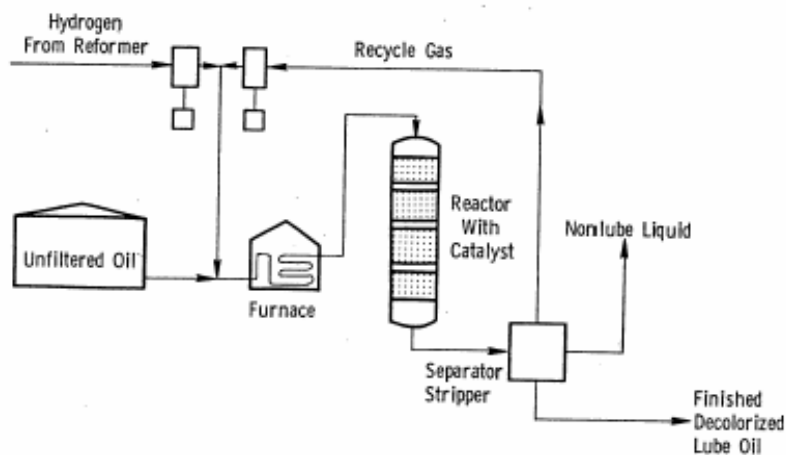 Hydrogen
From Reformer
Recycle Gas
Unfiltered Oil
Furnace
Reactor
With
Catalyst
Nonlube Liquid
Separator
Stripper
Finished
Decolorized
Lube Oil